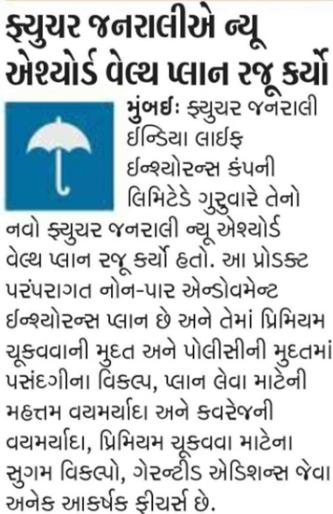 ફ્યુચર જનરાલીએ ન્યૂ
એશ્યોર્ડ વેલ્થ પ્લાન રજૂ કર્યો
મુંબઈઃ ફ્યુચર જનરાલી
ઈન્ડિયા લાઈફ
ઈન્શ્યોરન્સ કંપની
લિમિટેડે ગુરુવારે તેનો
નવો ફ્યુચર જનરાલી ન્યૂ એશ્યોર્ડ
વેલ્થ પ્લાન રજૂ કર્યો હતો. આ પ્રોડક્ટ
પરંપરાગત નોન-પાર એન્ડોવમેન્ટ
ઈન્શ્યોરન્સ પ્લાન છે અને તેમાં પ્રિમિયમ
ચૂકવવાની મુદત અને પોલીસીની મુદતમાં
પસંદગીના વિકલ્પ, પ્લાન લેવા માટેની
મહત્તમ વયમર્યાદા અને કવરેજની
વયમર્યાદા, પ્રિમિયમ ચૂકવવા માટેના
સુગમ વિકલ્પો, ગેરન્ટીડ એડિશન્સ જેવા
અનેક આકર્ષક ફીચર્સ છે.